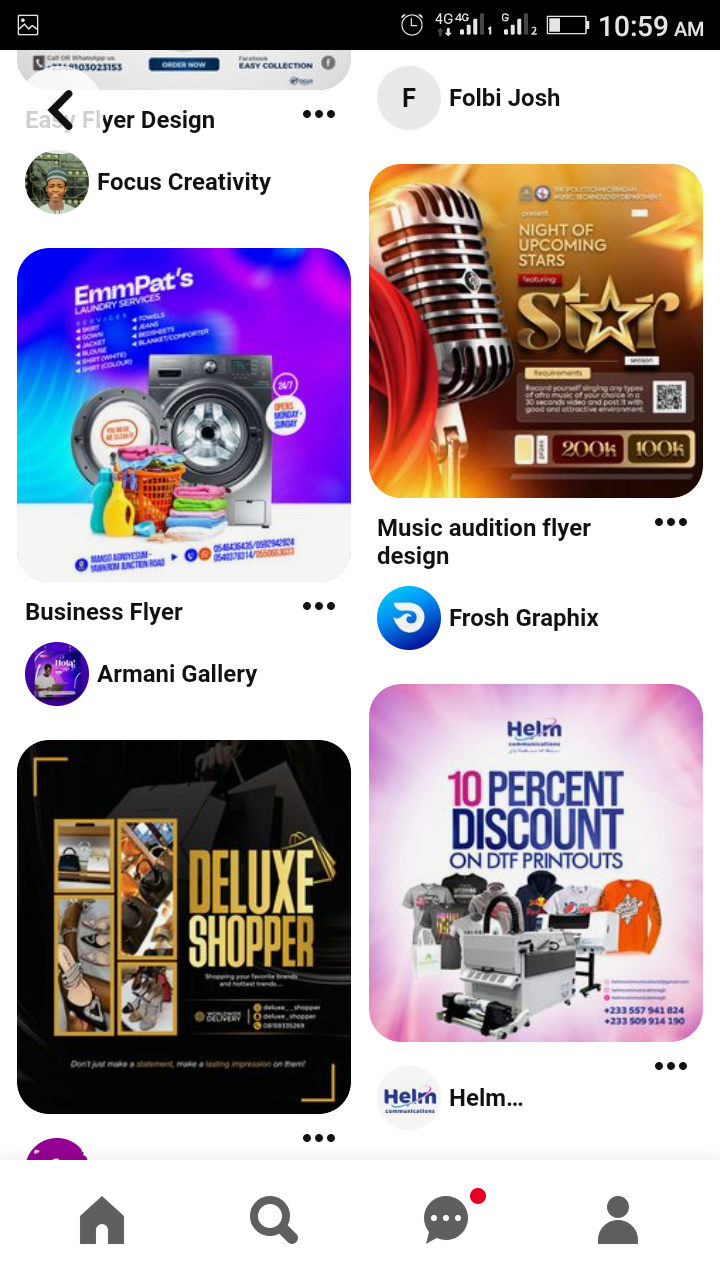 4G 4G
1
G
2
10:59 AM
Call OR WhatsApp us
+2348103023153
ORDER NOW
Facebook
EASY COLLECTION
Easy Flyer Design
Focus Creativity
EmmPat's
LAUNDRY SERVICES
SERVICES
SKIRT
GOWN
JACKET
BLOUSE
SHIRT (WHITE)
SHIRT (COLOUR)
TOWELS
JEANS
BEDSHEETS
BLANKET/COMFORTER
24/7
OPENS
MONDAY -
SUNDAY
YOU WEAR,
WE CLEAN IT
MANSO AGROYESUM -
YAWKROM JUNCTION ROAD
0546436435/0592942824
0540378314/0550663033
Business Flyer
Armani Gallery
Hola!
DELUXE
SHOPPER
Shopping your favorite brands
and hottest trends....
WORLDWIDE
DELIVERY
deluxe__shopper
deluxe_shopper
08159335269
Don't just make a statement, make a lasting impression on them!
F
Folbi Josh
THE POLYTECHNIC IBADAN
MUSIC TECHNOLOGY DEPARTMENT
present
NIGHT OF
UPCOMING
STARS
featuring:
star
season
Requirements
Record yourself singing any types
of afro music of your choice in a
30 seconds video and post it with
good and attractive environment.
prizes
200k
100k
Music audition flyer
design
Frosh Graphix
Helm
communications
10 PERCENT
DISCOUNT
ON DTF PRINTOUTS
+233 557 941 824
+233 509 914 190
Helm
communications
Helm…